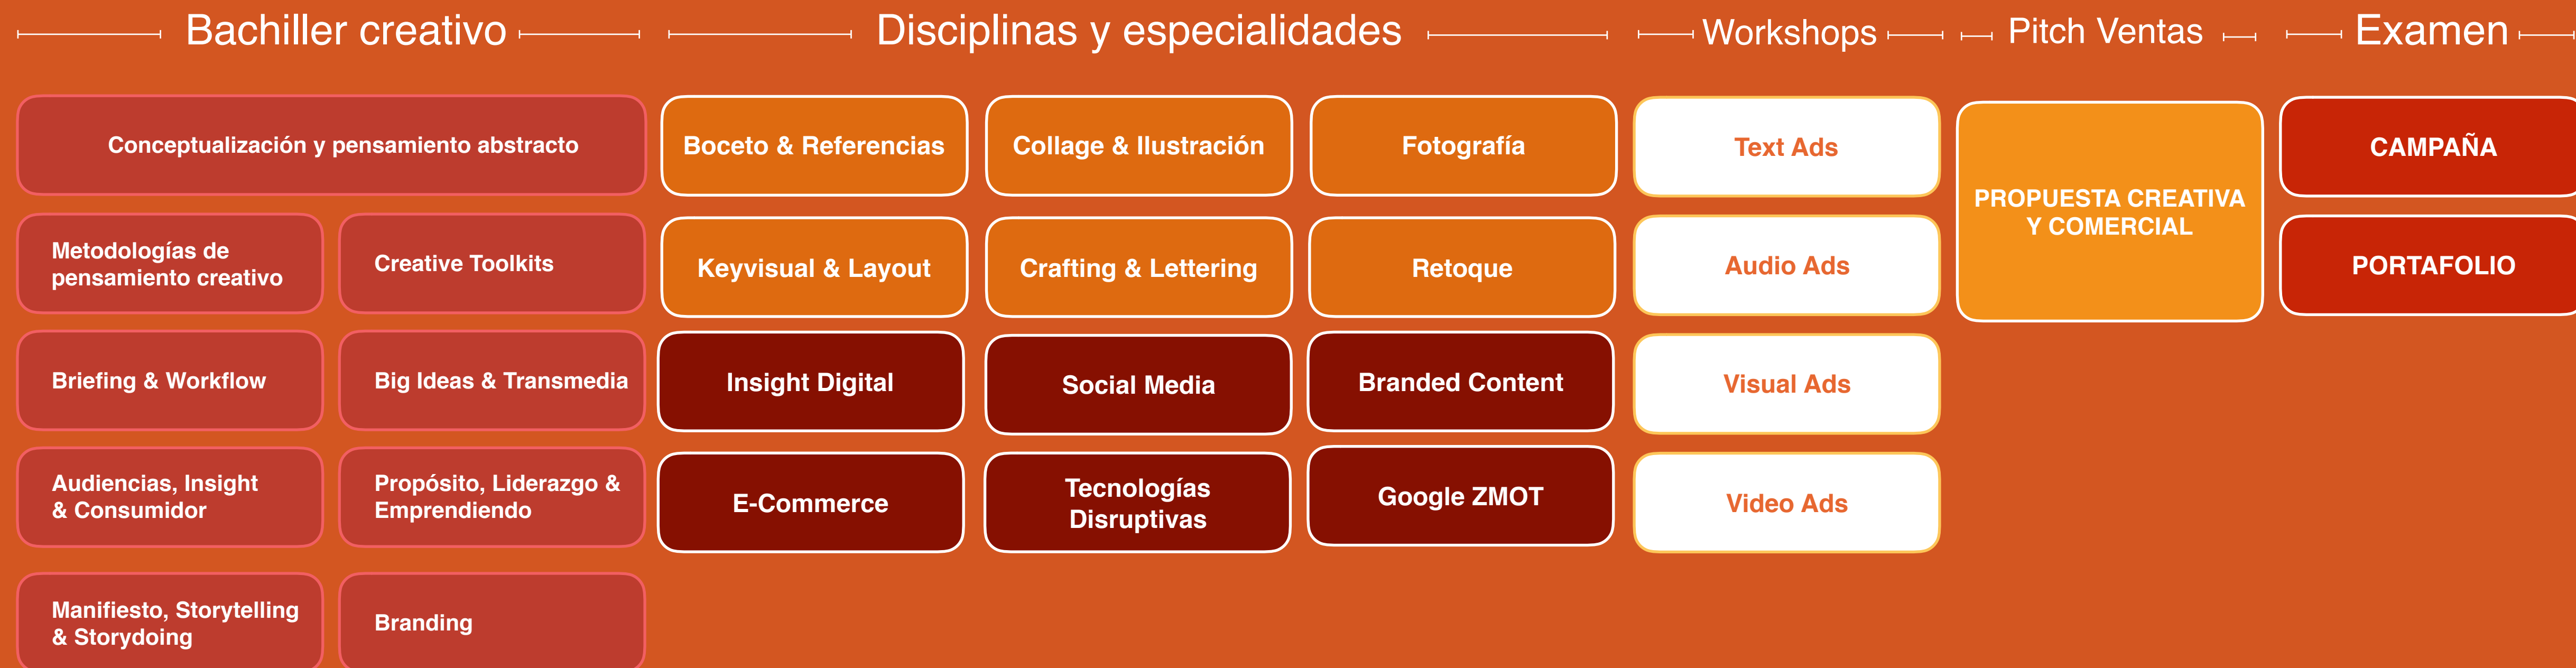 Bachiller creativo
Disciplinas y especialidades
Workshops
Pitch Ventas
Examen
Conceptualización y pensamiento abstracto
Boceto & Referencias
Collage & Ilustración
Fotografía
Text Ads
PROPUESTA CREATIVA
Y COMERCIAL
CAMPAÑA
Metodologías de
pensamiento creativo
Creative Toolkits
Keyvisual & Layout
Crafting & Lettering
Retoque
Audio Ads
PORTAFOLIO
Briefing & Workflow
Big Ideas & Transmedia
Insight Digital
Social Media
Branded Content
Visual Ads
Audiencias, Insight
& Consumidor
Propósito, Liderazgo &
Emprendiendo
E-Commerce
Tecnologías
Disruptivas
Google ZMOT
Video Ads
Manifiesto, Storytelling
& Storydoing
Branding